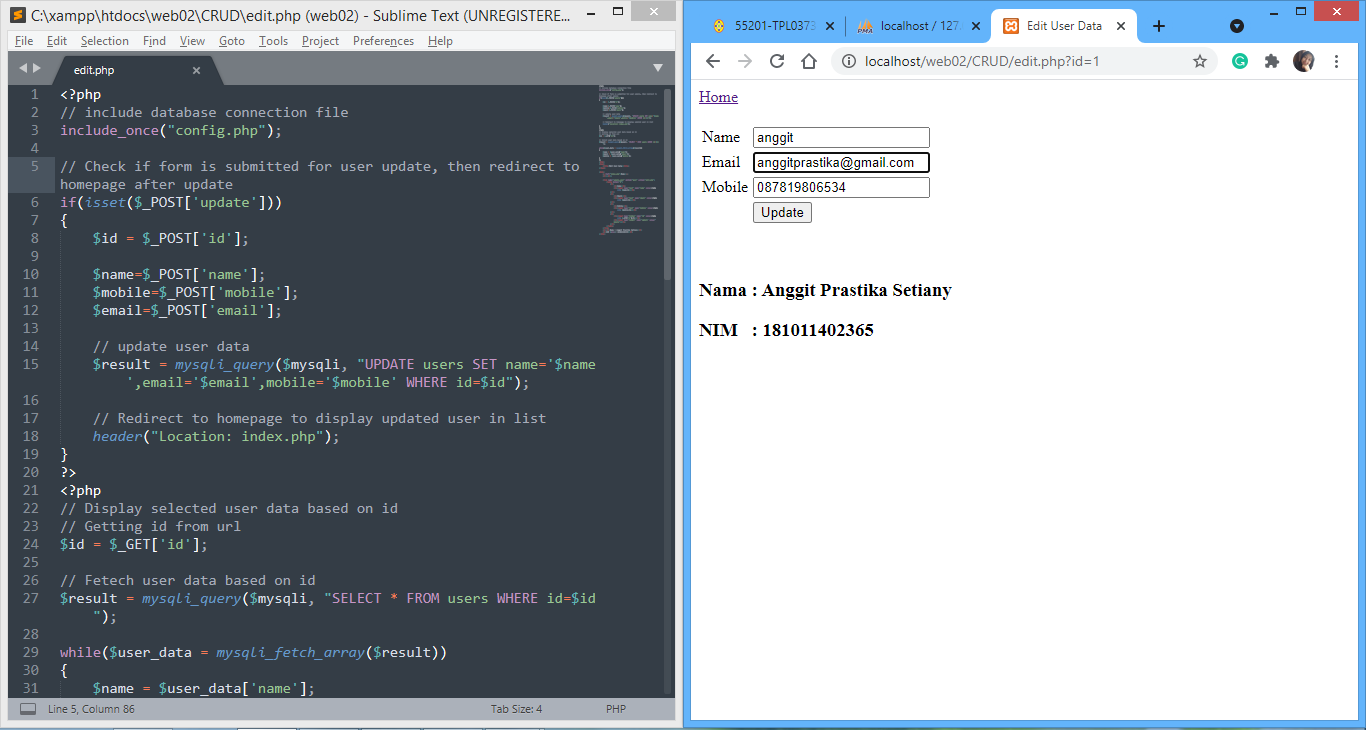 C:\xampp\htdocs\web02\CRUD\edit.php (web02) - Sublime Text (UNREGISTERE...
File Edit Selection Find View Goto Tools Project Preferences Help
edit.php
1 <?php
2 // include database connection file
3 include_once("config.php");
4
5 // Check if form is submitted for user update, then redirect to
homepage after update
6 if(isset($_POST['update']))
7 {
8 $id = $_POST['id'];
9
10 $name=$_POST['name'];
11 $mobile=$_POST['mobile'];
12 $email=$_POST['email'];
13
14 // update user data
15 $result = mysqli_query($mysqli, "UPDATE users SET name='$name
',email='$email',mobile='$mobile' WHERE id=$id");
16
17 // Redirect to homepage to display updated user in list
18 header("Location: index.php");
19 }
20 ?>
21 <?php
22 // Display selected user data based on id
23 // Getting id from url
24 $id = $_GET['id'];
25
26 // Fetech user data based on id
27 $result = mysqli_query($mysqli, "SELECT * FROM users WHERE id=$id
");
28
29 while($user_data = mysqli_fetch_array($result))
30 {
31 $name = $user_data['name'];
Line 5, Column 86 Tab Size: 4 PHP
55201-TPL0373 localhost / 127. Edit User Data
localhost/web02/CRUD/edit.php?id=1
Home
Name anggit
Email anggitprastika@gmail.com
Mobile 087819806534
Update
Nama : Anggit Prastika Setiany
NIM : 181011402365